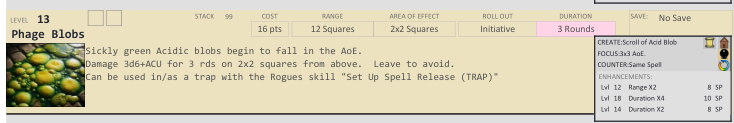 LEVEL 13
Phage Blobs
STACK 99
COST
16 pts
RANGE
12 Squares
AREA OF EFFECT
2x2 Squares
ROLL OUT
Initiative
DURATION
3 Rounds
SAVE: No Save
Sickly green Acidic blobs begin to fall in the AoE.
Damage 3d6+ACU for 3 rds on 2x2 squares from above. Leave to avoid.
Can be used in/as a trap with the Rogues skill "Set Up Spell Release (TRAP)"
CREATE:Scroll of Acid Blob
FOCUS:3x3 AoE.
COUNTER:Same Spell
ENHANCEMENTS:
Lvl 12 Range X2 8 SP
Lvl 18 Duration X4 10 SP
Lvl 14 Duration X2 8 SP